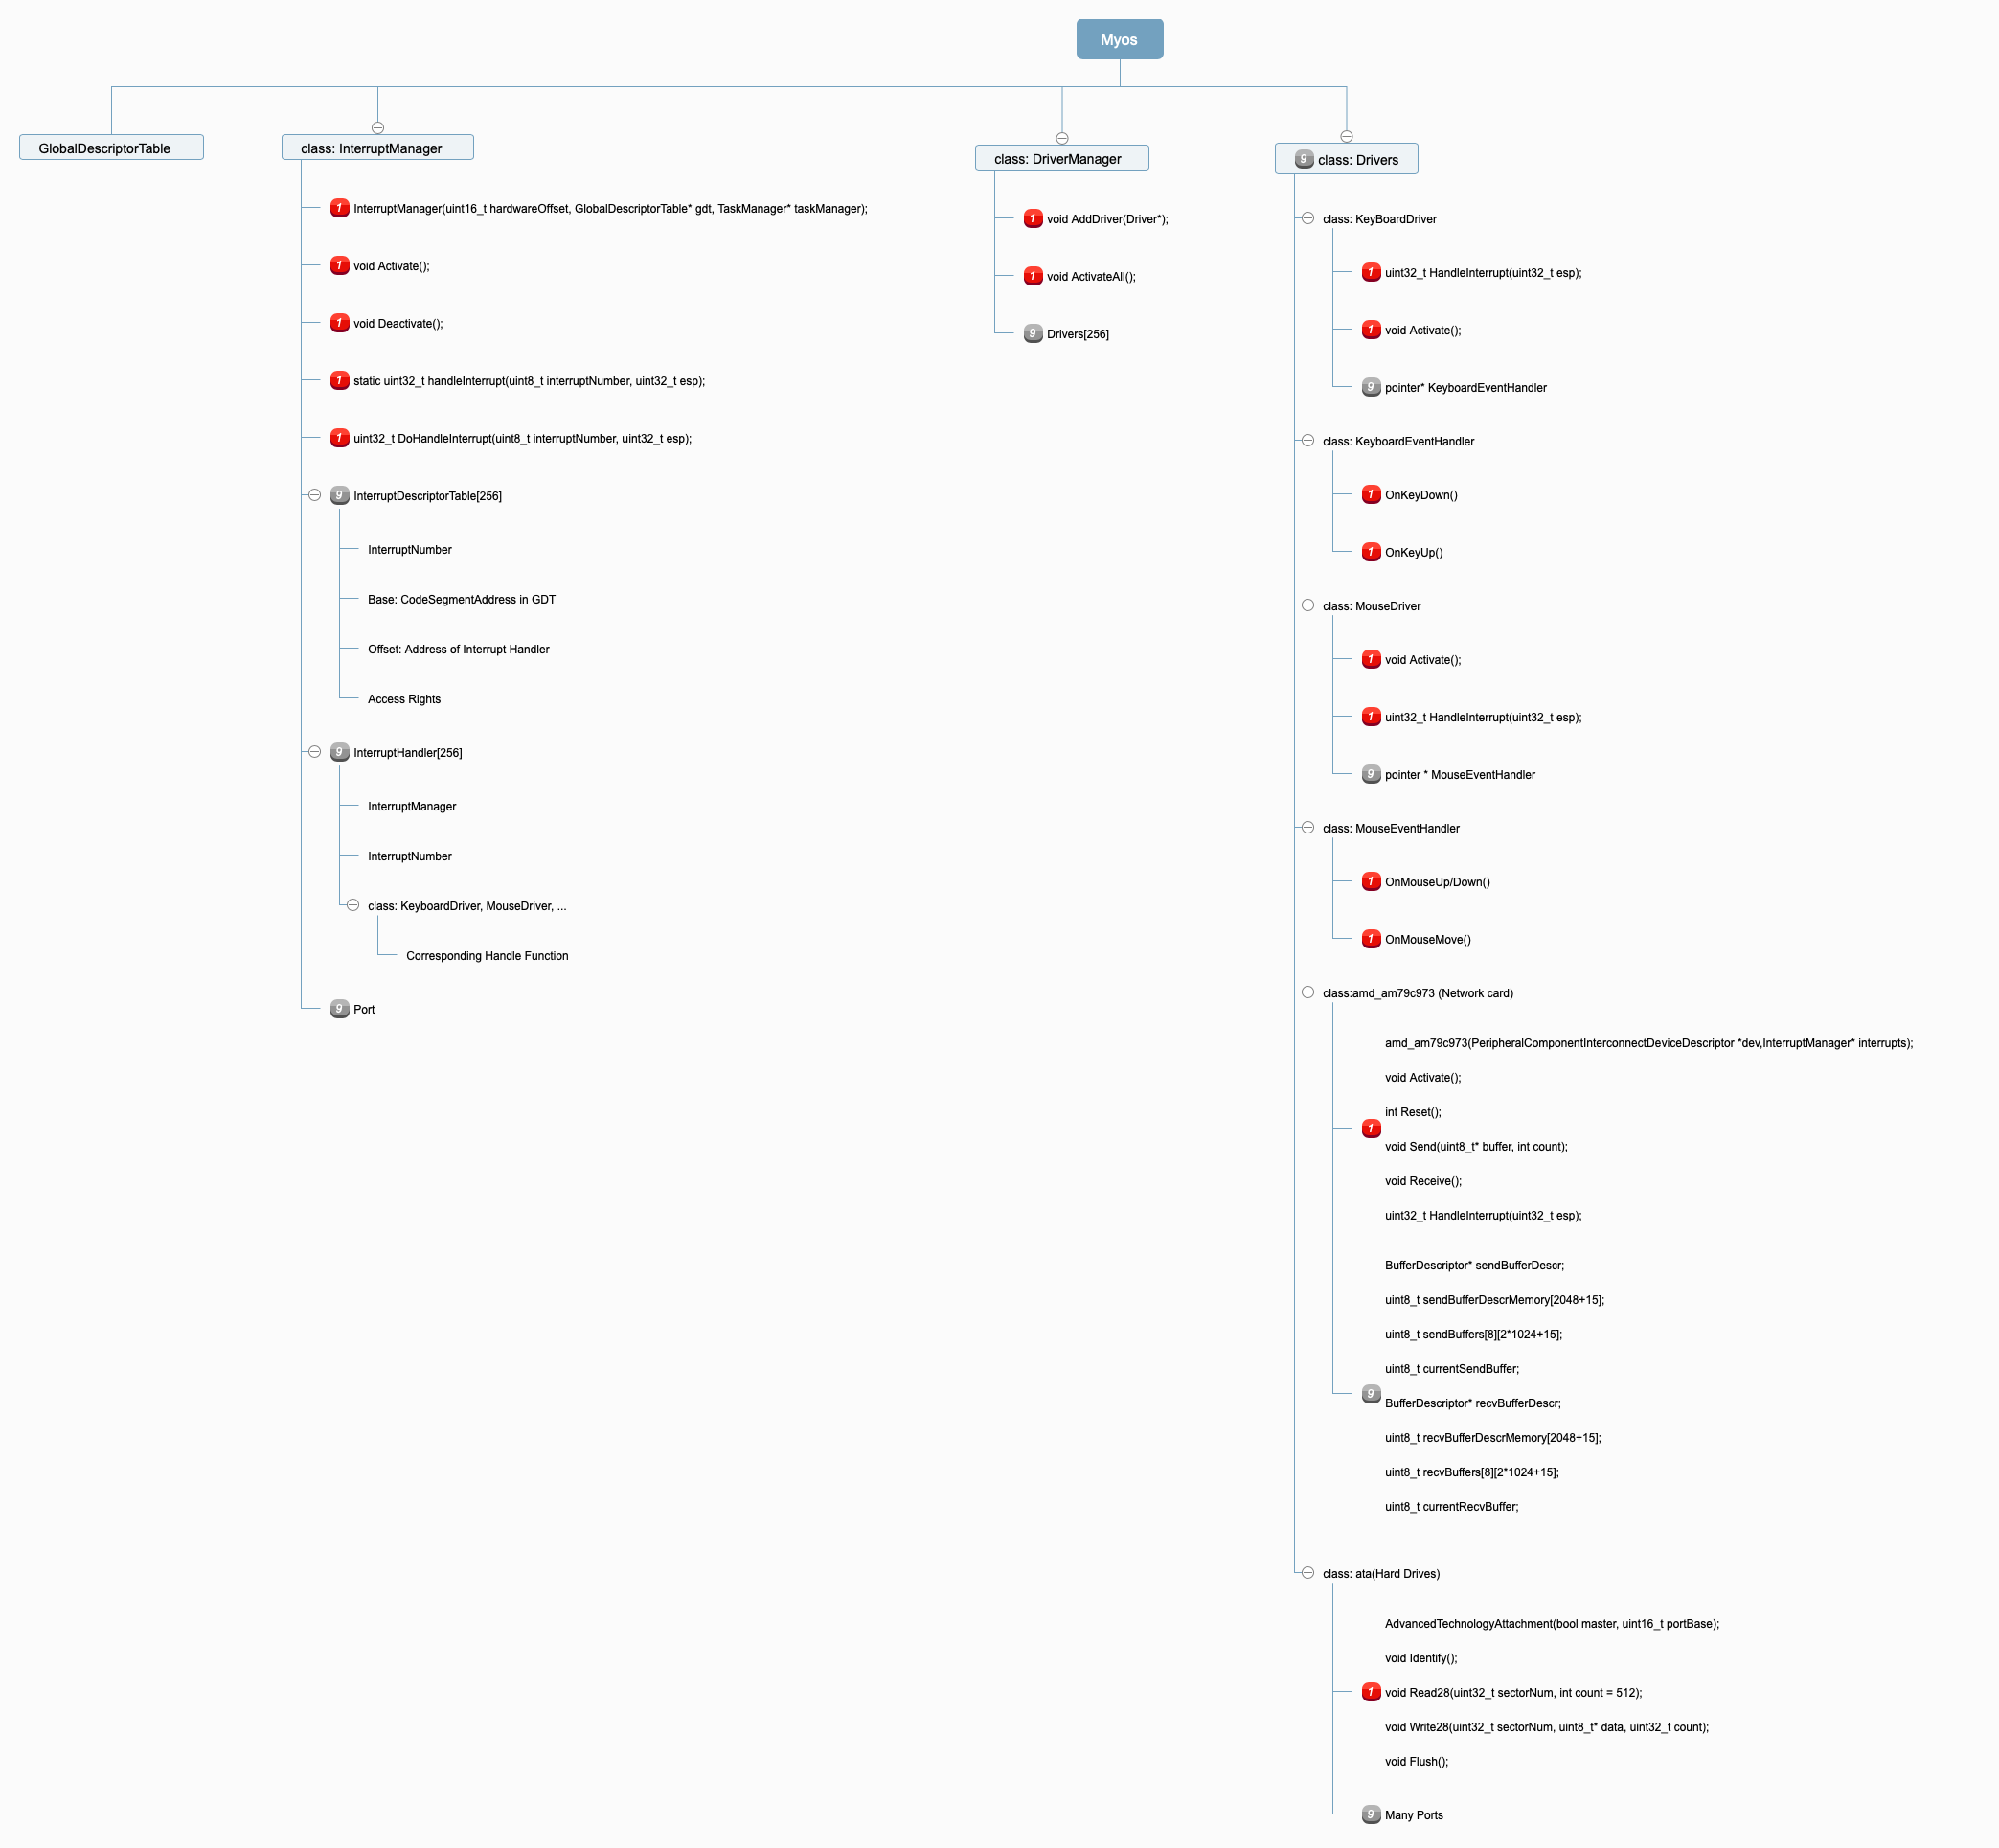 Myos
GlobalDescriptorTable
class: InterruptManager
1 InterruptManager(uint16_t hardwareOffset, GlobalDescriptorTable* gdt, TaskManager* taskManager);
1 void Activate();
1 void Deactivate();
1 static uint32_t handleInterrupt(uint8_t interruptNumber, uint32_t esp);
1 uint32_t DoHandleInterrupt(uint8_t interruptNumber, uint32_t esp);
9 InterruptDescriptorTable[256]
InterruptNumber
Base: CodeSegmentAddress in GDT
Offset: Address of Interrupt Handler
Access Rights
9 InterruptHandler[256]
InterruptManager
InterruptNumber
class: KeyboardDriver, MouseDriver, ...
Corresponding Handle Function
9 Port
class: DriverManager
1 void AddDriver(Driver*);
1 void ActivateAll();
9 Drivers[256]
9 class: Drivers
class: KeyBoardDriver
1 uint32_t HandleInterrupt(uint32_t esp);
1 void Activate();
9 pointer* KeyboardEventHandler
class: KeyboardEventHandler
1 OnKeyDown()
1 OnKeyUp()
class: MouseDriver
1 void Activate();
1 uint32_t HandleInterrupt(uint32_t esp);
9 pointer * MouseEventHandler
class: MouseEventHandler
1 OnMouseUp/Down()
1 OnMouseMove()
class:amd_am79c973 (Network card)
amd_am79c973(PeripheralComponentInterconnectDeviceDescriptor *dev,InterruptManager* interrupts);
void Activate();
int Reset();
1
void Send(uint8_t* buffer, int count);
void Receive();
uint32_t HandleInterrupt(uint32_t esp);
BufferDescriptor* sendBufferDescr;
uint8_t sendBufferDescrMemory[2048+15];
uint8_t sendBuffers[8][2*1024+15];
uint8_t currentSendBuffer;
9
BufferDescriptor* recvBufferDescr;
uint8_t recvBufferDescrMemory[2048+15];
uint8_t recvBuffers[8][2*1024+15];
uint8_t currentRecvBuffer;
class: ata(Hard Drives)
AdvancedTechnologyAttachment(bool master, uint16_t portBase);
void Identify();
1 void Read28(uint32_t sectorNum, int count = 512);
void Write28(uint32_t sectorNum, uint8_t* data, uint32_t count);
void Flush();
9 Many Ports